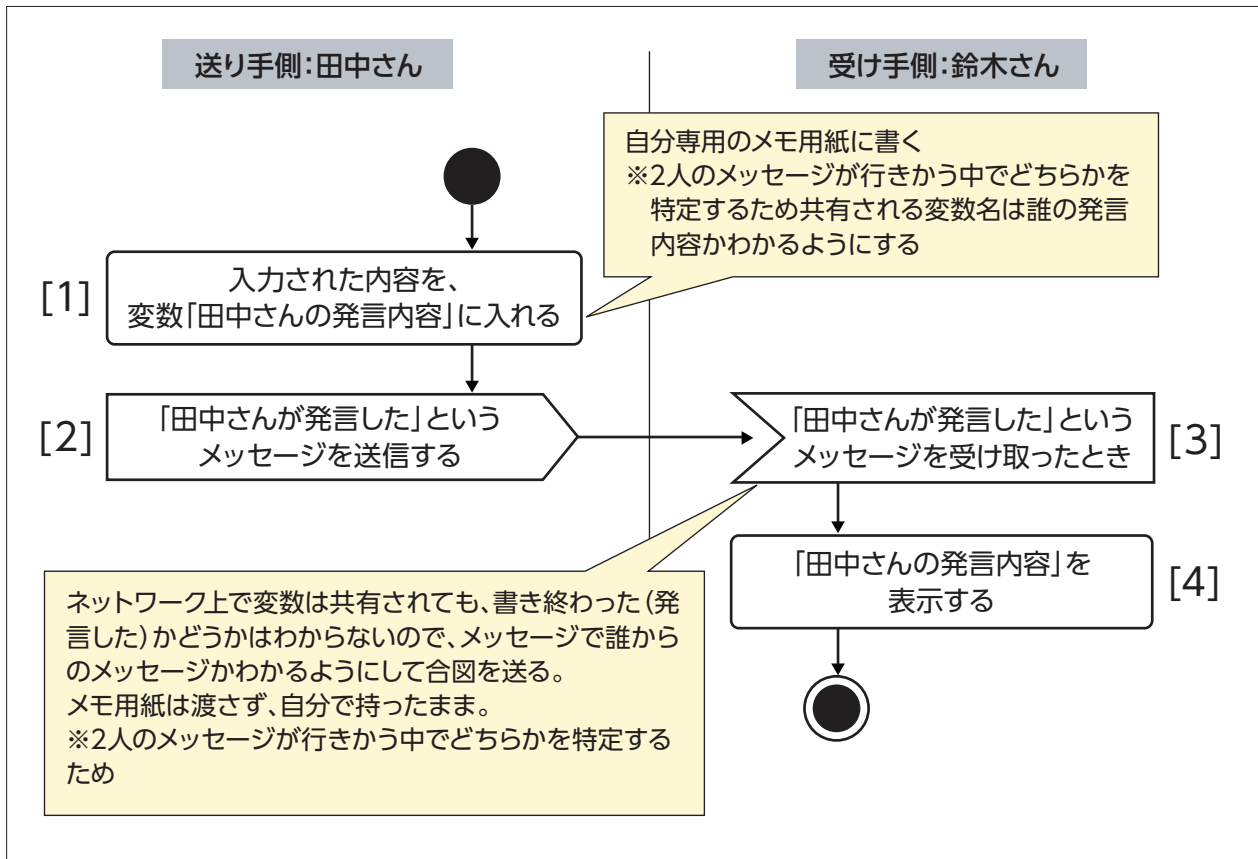 送り手側：田中さん
受け手側：鈴木さん
自分専用のメモ用紙に書く
※2人のメッセージが行きかう中でどちらかを
特定するため共有される変数名は誰の発言
内容かわかるようにする
[1]
入力された内容を、
変数「田中さんの発言内容」に入れる
[2]
「田中さんが発言した」という
メッセージを送信する
「田中さんが発言した」という
メッセージを受け取ったとき
[3]
「田中さんの発言内容」を
表示する
[4]
ネットワーク上で変数は共有されても、書き終わった（発
言した）かどうかはわからないので、メッセージで誰から
のメッセージかわかるようにして合図を送る。
メモ用紙は渡さず、自分で持ったまま。
※2人のメッセージが行きかう中でどちらかを特定する
ため